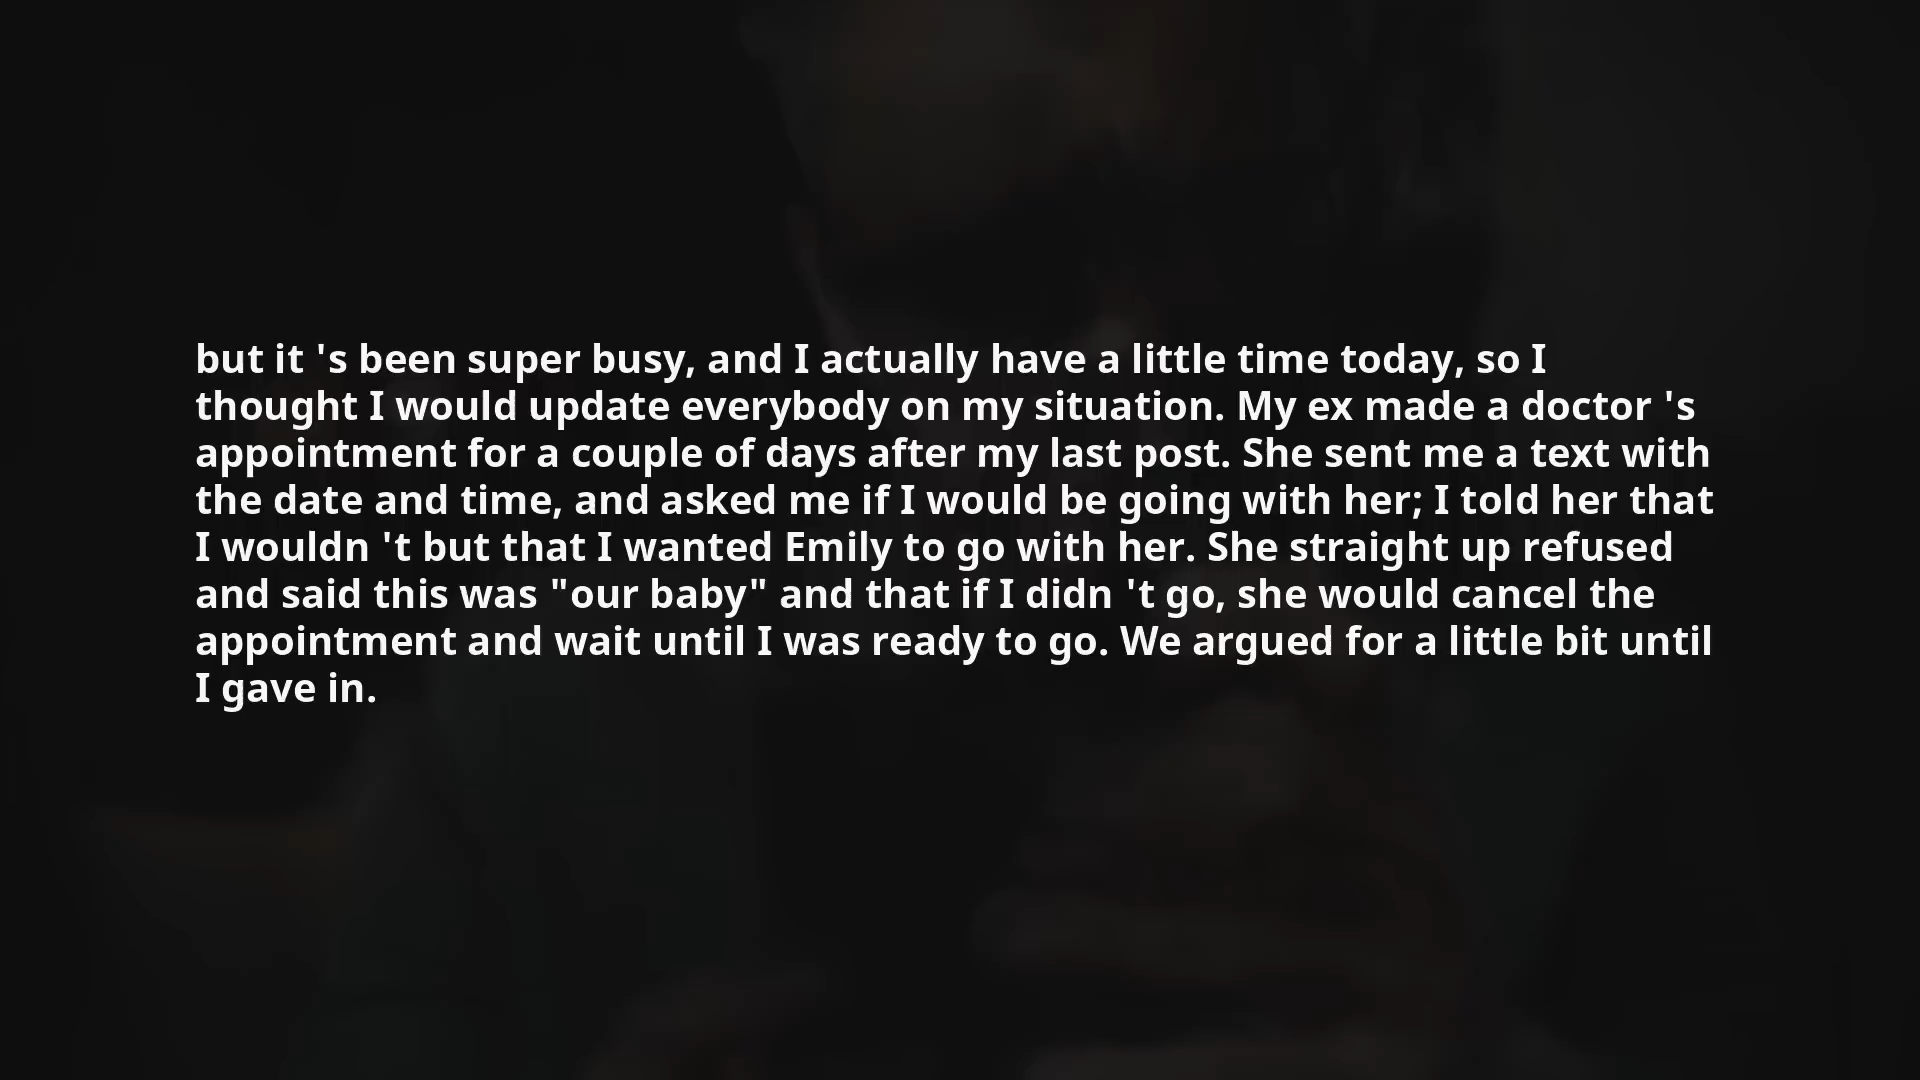 but it 's been super busy, and I actually have a little time today, so I
thought I would update everybody on my situation. My ex made a doctor 's
appointment for a couple of days after my last post. She sent me a text with
the date and time, and asked me if I would be going with her; I told her that
I wouldn 't but that I wanted Emily to go with her. She straight up refused
and said this was "our baby" and that if I didn 't go, she would cancel the
appointment and wait until I was ready to go. We argued for a little bit until
I gave in.